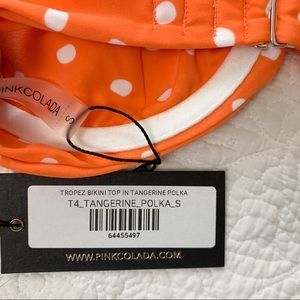 PINKCOLADA
S
TROPEZ BIKINI TOP IN TANGERINE POLKA
T4_TANGERINE_POLKA_S
64455497
WWW.PINKCOLADA.COM